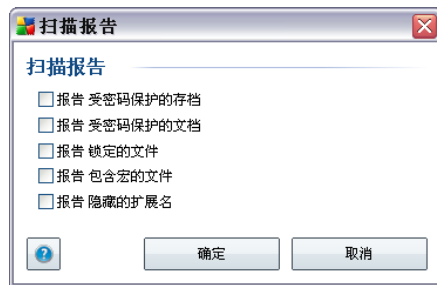 扫描报告
扫描报告
报告 受密码保护的存档
报告 受密码保护的文档
报告 锁定的文件
报告 包含宏的文件
报告 隐藏的扩展名
?
确定
取消